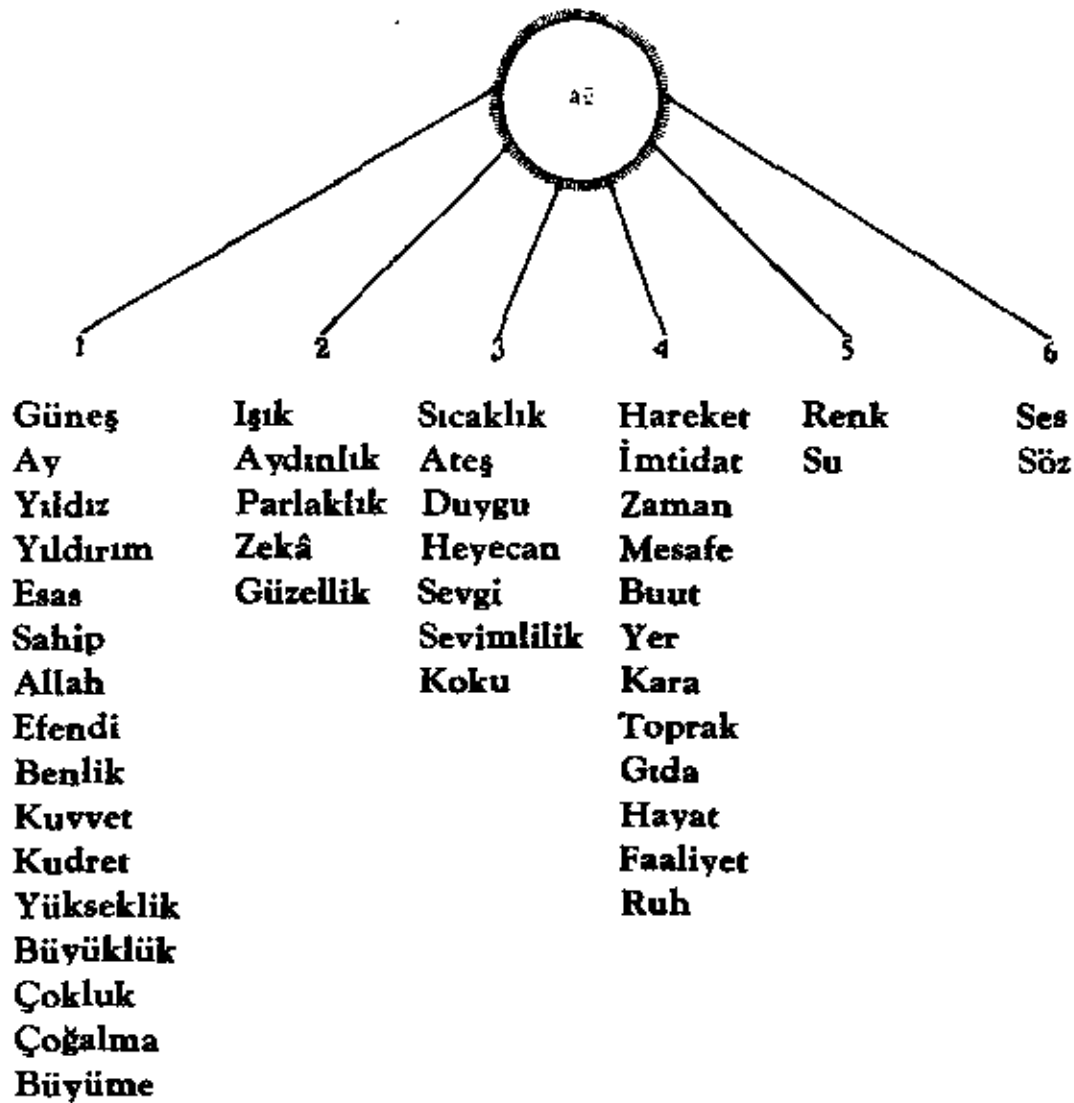 1
Güneş
Ay
Yıldız
Yıldırım
Esas
Sahip
Allah
Efendi
Benlik
Kuvvet
Kudret
Yükseklik
Büyüklük
Çokluk
Çoğalma
Büyüme
2
Işık
Aydınlık
Parlaklık
Zekâ
Güzellik
3
Sıcaklık
Ateş
Duygu
Heyecan
Sevgi
Sevimlilik
Koku
4
Hareket
İmtidat
Zaman
Mesafe
Buut
Yer
Kara
Toprak
Gıda
Hayat
Faaliyet
Ruh
5
Renk
Su
6
Ses
Söz